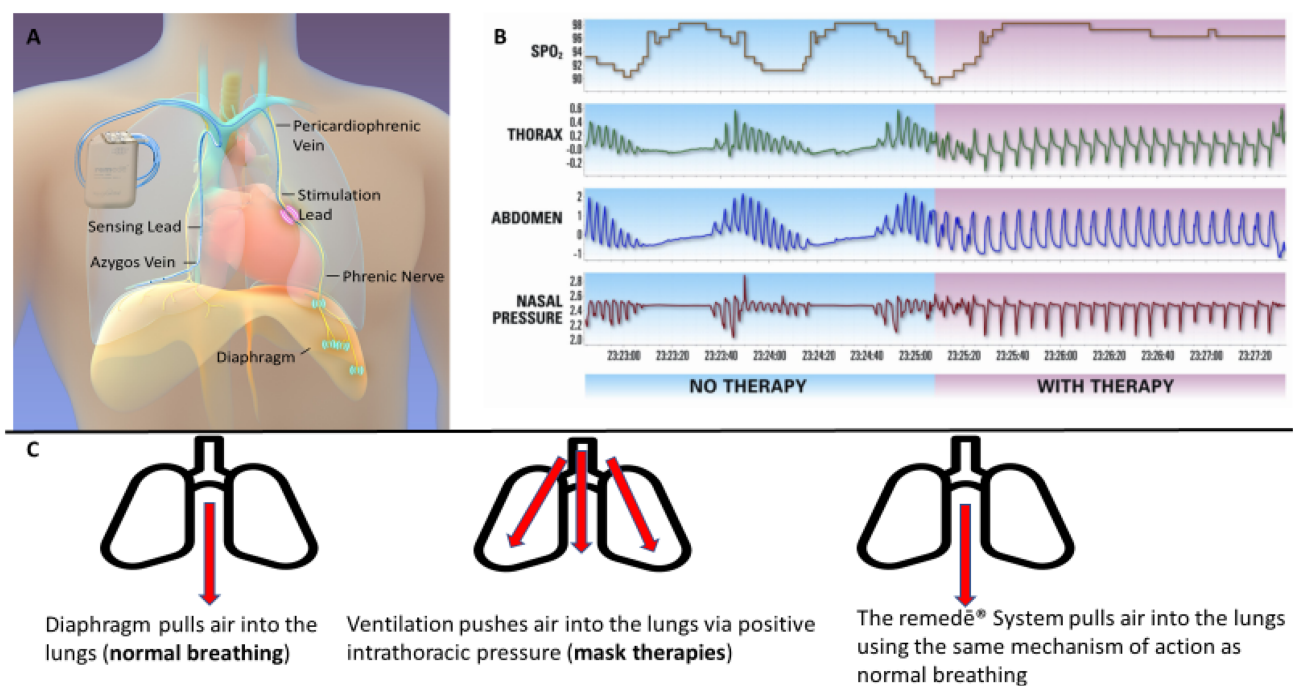 A
Pericardiophrenic
Vein
Stimulation
Lead
Sensing Lead
Azygos Vein
Phrenic Nerve
Diaphragm
B
SPO₂
98
96
94
92
90
THORAX
0.6
0.4
0.2
-0.0
-0.2
ABDOMEN
2
1
0
-1
NASAL
PRESSURE
2.8
2.6
2.4
2.2
2.0
23:23:00 23:23:20 23:23:40 23:24:00 23:24:20 23:24:40 23:25:00 23:25:20 23:25:40 23:26:00 23:26:20 23:26:40 23:27:00 23:27:20
NO THERAPY WITH THERAPY
C
Diaphragm pulls air into the
lungs (normal breathing)
Ventilation pushes air into the lungs via positive
intrathoracic pressure (mask therapies)
The remedē® System pulls air into the lungs
using the same mechanism of action as
normal breathing